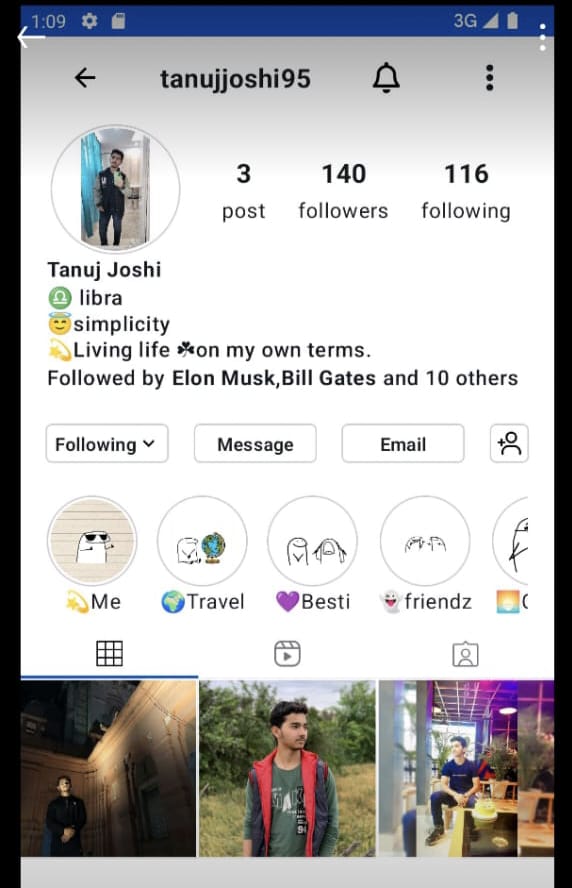 1:09 3G
tanujjoshi95
3 140 116
post followers following
Tanuj Joshi
♎ libra
😇simplicity
💫Living life ☘on my own terms.
Followed by Elon Musk,Bill Gates and 10 others
Following Message Email
💫Me 🌍Travel 💜Besti 👻friendz 🌅